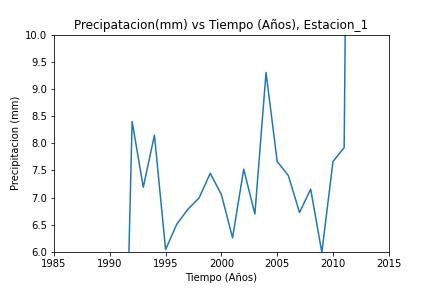 Precipatacion(mm) vs Tiempo (Años), Estacion_1
10.0
9.5
9.0
8.5
8.0
7.5
7.0
6.5
6.0
Precipitacion (mm)
1985 1990 1995 2000 2005 2010 2015
Tiempo (Años)